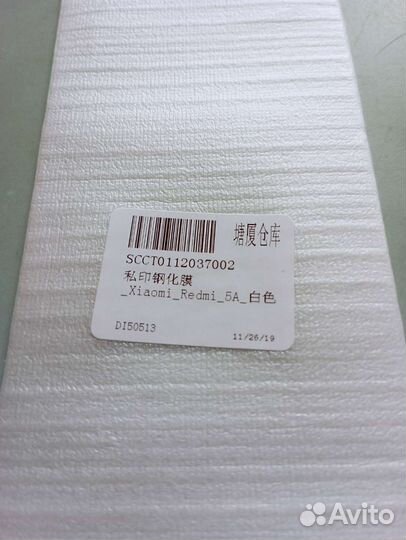 塘厦仓库
SCCT0112037002
私印钢化膜
_Xiaomi_Redmi_5A_白色
DI50513
11/26/19
Avito